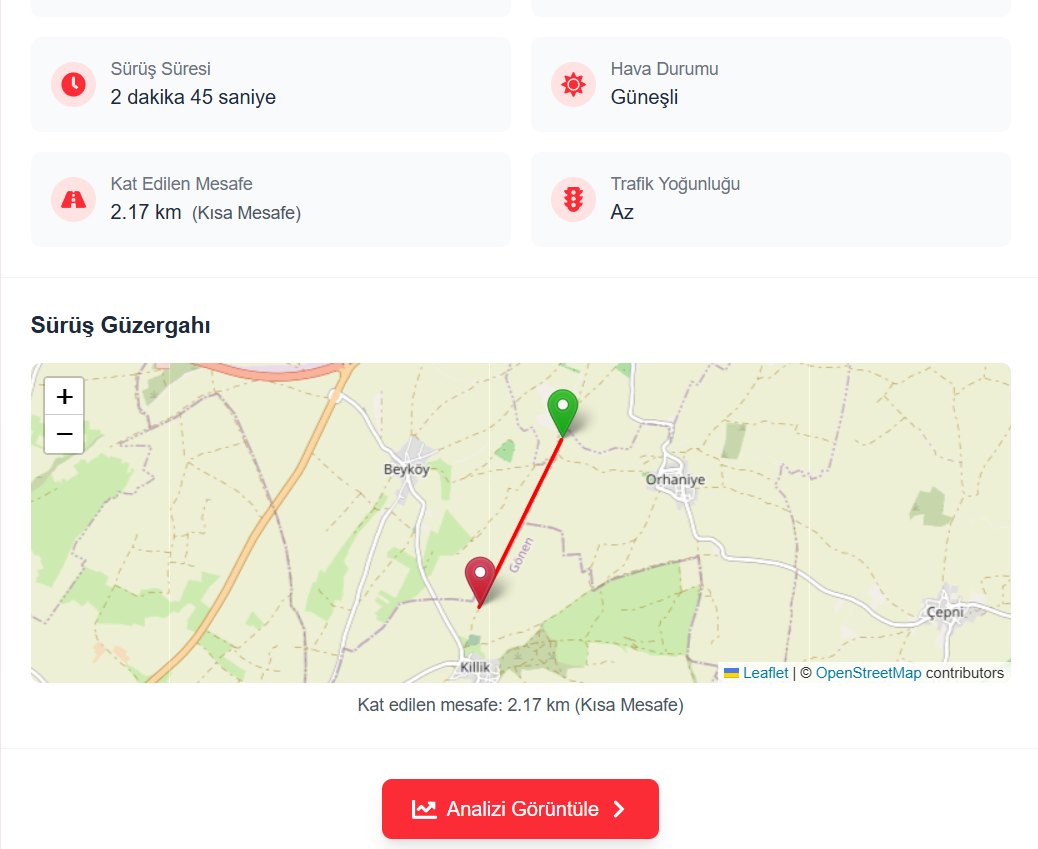 Sürüş Süresi
2 dakika 45 saniye
Hava Durumu
Güneşli
Kat Edilen Mesafe
2.17 km (Kısa Mesafe)
Trafik Yoğunluğu
Az
Sürüş Güzergahı
+
−
Beyköy
Orhaniye
Gönen
Çepni
Killik
Leaflet | © OpenStreetMap contributors
Kat edilen mesafe: 2.17 km (Kısa Mesafe)
Analizi Görüntüle